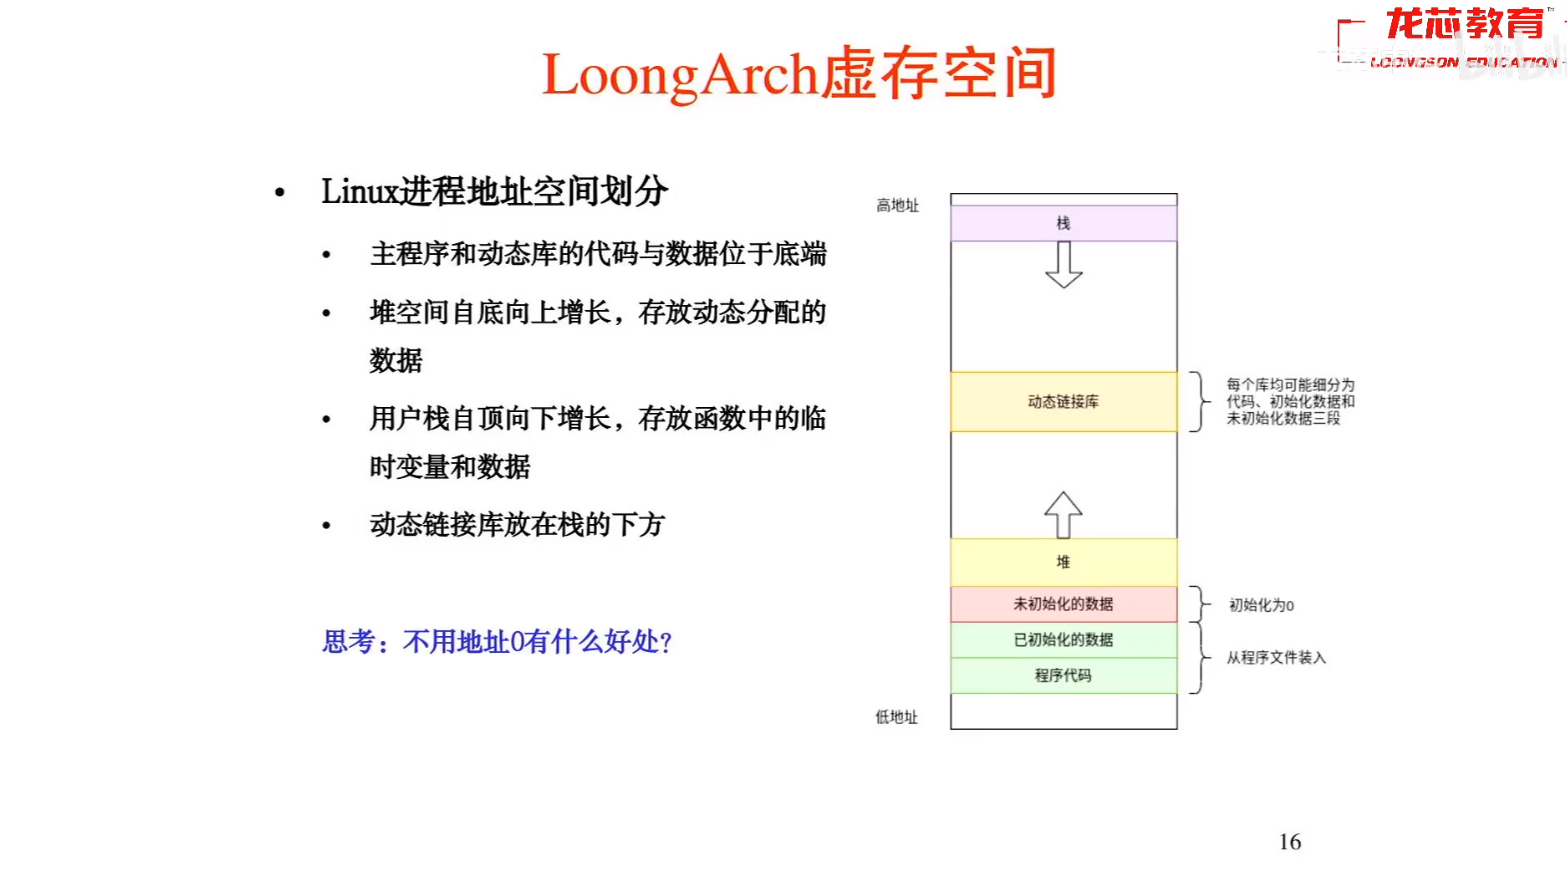 龙芯教育
LOONGSON EDUCATION
LoongArch虚存空间
• Linux进程地址空间划分
• 主程序和动态库的代码与数据位于底端
• 堆空间自底向上增长，存放动态分配的
数据
• 用户栈自顶向下增长，存放函数中的临
时变量和数据
• 动态链接库放在栈的下方
思考：不用地址0有什么好处？
高地址
栈
动态链接库
每个库均可能细分为
代码、初始化数据和
未初始化数据三段
堆
未初始化的数据
初始化为0
已初始化的数据
程序代码
从程序文件装入
低地址
16